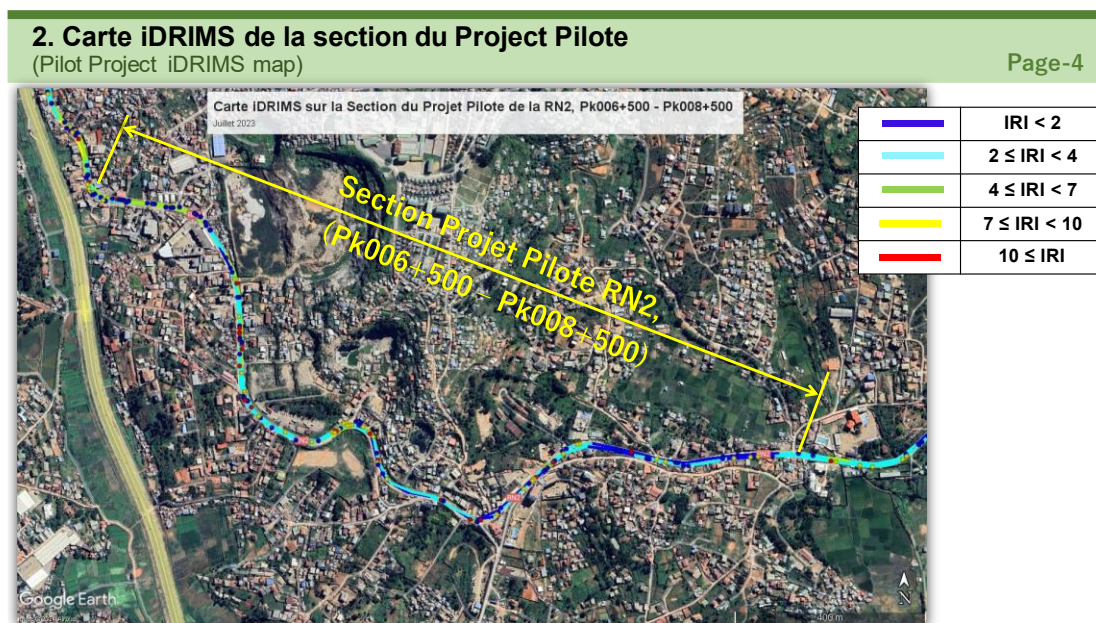 2. Carte iDRIMS de la section du Project Pilote
(Pilot Project iDRIMS map)
Page-4
Carte iDRIMS sur la Section du Projet Pilote de la RN2, Pk006+500 - Pk008+500
Juillet 2023
IRI < 2
2 ≤ IRI < 4
4 ≤ IRI < 7
7 ≤ IRI < 10
10 ≤ IRI
Section Projet Pilote RN2,
(Pk006+500 – Pk008+500)
RN2
Google Earth
N
400 m